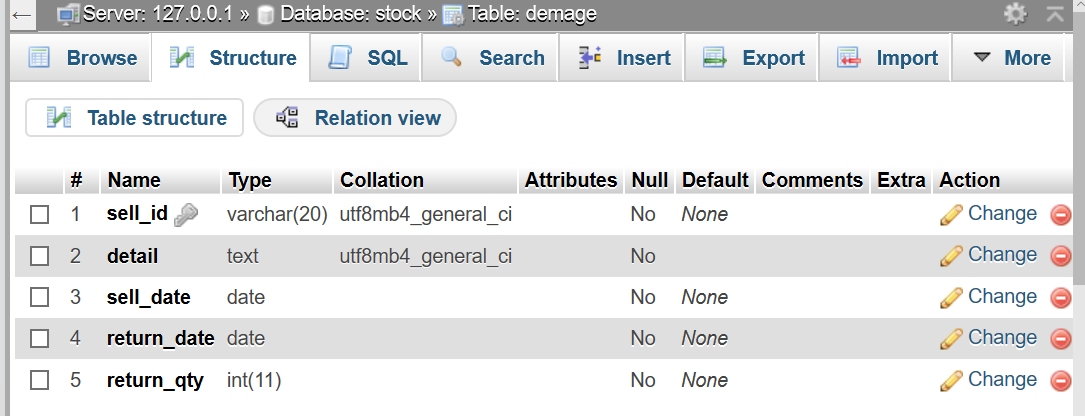 Server: 127.0.0.1 » Database: stock » Table: demage
Browse Structure SQL Search Insert Export Import More
Table structure Relation view
# Name Type Collation Attributes Null Default Comments Extra Action
1 sell_id varchar(20) utf8mb4_general_ci No None Change
2 detail text utf8mb4_general_ci No Change
3 sell_date date No None Change
4 return_date date No None Change
5 return_qty int(11) No None Change